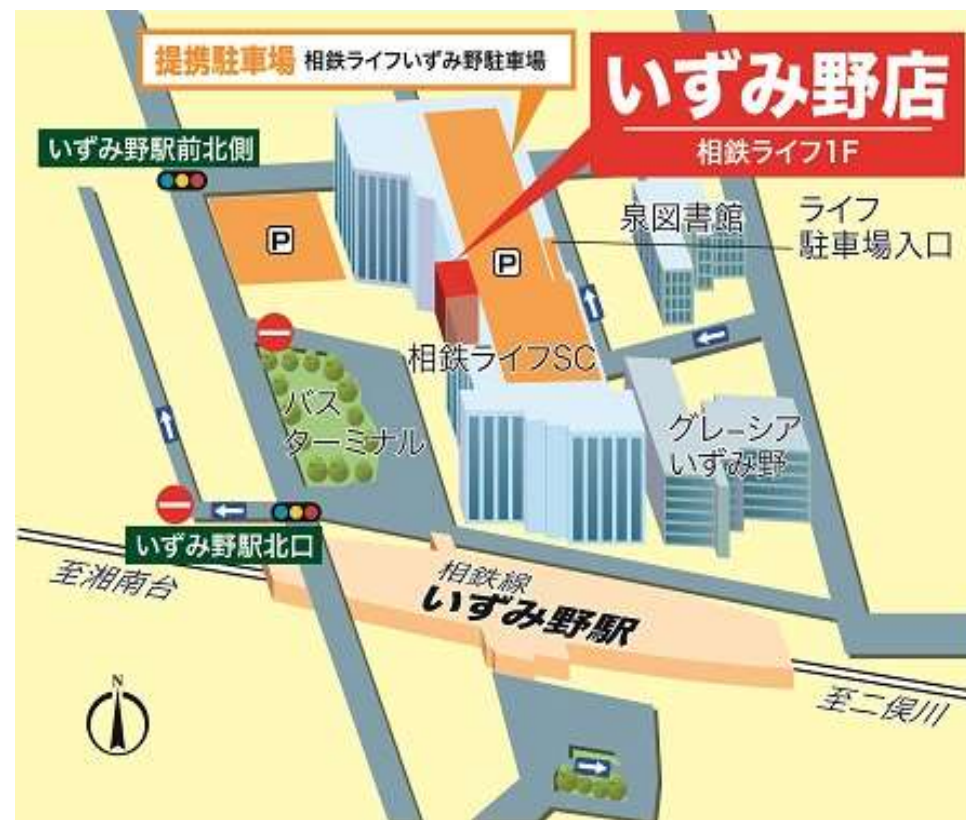 提携駐車場 相鉄ライフいずみ野駐車場
いずみ野店
相鉄ライフ1F
いずみ野駅前北側
泉図書館
ライフ
駐車場入口
P
P
相鉄ライフSC
バス
ターミナル
グレーシア
いずみ野
いずみ野駅北口
至湘南台
相鉄線
いずみ野駅
至二俣川
N